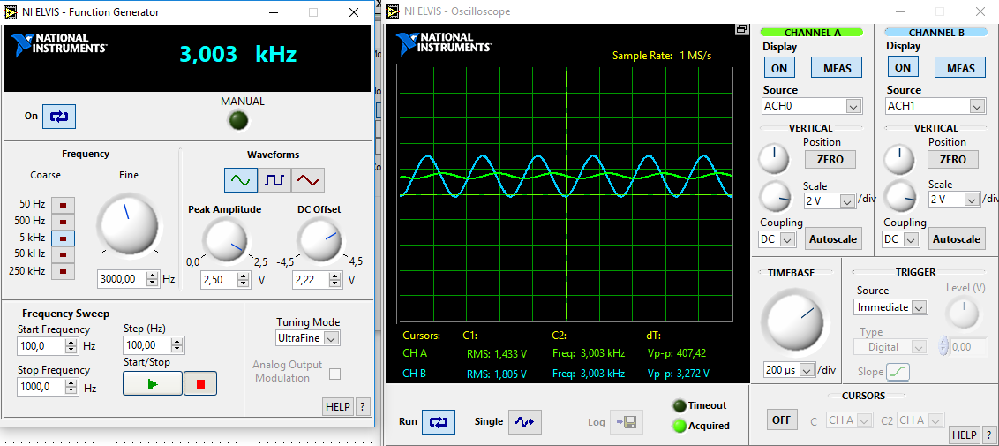 NI ELVIS - Function Generator
NATIONAL
INSTRUMENTS™
3,003 kHz
On
MANUAL
Frequency
Coarse
Fine
50 Hz
500 Hz
5 kHz
50 kHz
250 kHz
3000,00 Hz
Waveforms
Peak Amplitude
0,0
2,5
2,50 V
DC Offset
-4,5
4,5
2,22 V
Frequency Sweep
Start Frequency
100,0 Hz
Step (Hz)
100,00
Stop Frequency
1000,0 Hz
Start/Stop
Tuning Mode
UltraFine
Analog Output
Modulation
HELP ?
NI ELVIS - Oscilloscope
NATIONAL
INSTRUMENTS™
Sample Rate: 1 MS/s
Cursors: C1: C2: dT:
CH A RMS: 1,433 V Freq: 3,003 kHz Vp-p: 407,42
CH B RMS: 1,805 V Freq: 3,003 kHz Vp-p: 3,272 V
Run
Single
Log
Timeout
Acquired
CHANNEL A
Display
ON MEAS
Source
ACH0
VERTICAL
Position
ZERO
Scale
2 V /div
Coupling
DC Autoscale
CHANNEL B
Display
ON MEAS
Source
ACH1
VERTICAL
Position
ZERO
Scale
2 V /div
Coupling
DC Autoscale
TIMEBASE
200 µs /div
TRIGGER
Source
Immediate
Level (V)
Type
Digital
0,00
Slope
CURSORS
OFF C CH A C2 CH A
HELP ?